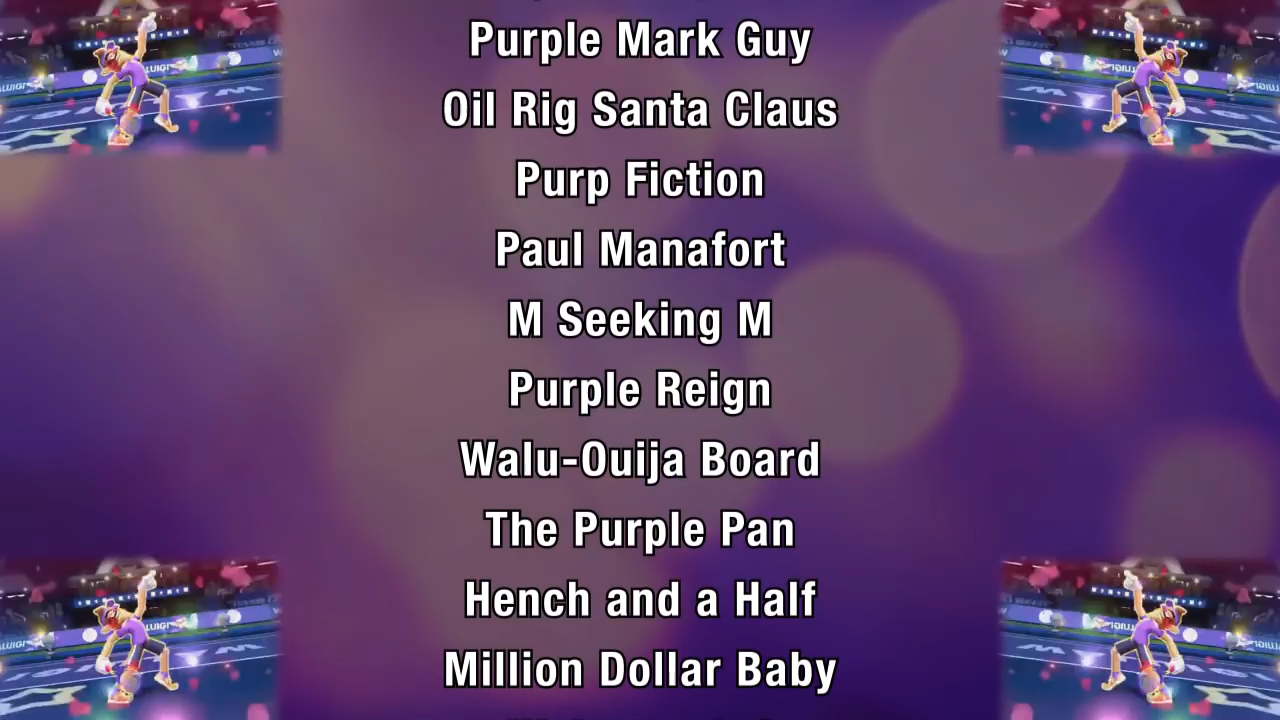 Purple Mark Guy
Oil Rig Santa Claus
Purp Fiction
Paul Manafort
M Seeking M
Purple Reign
Walu-Ouija Board
The Purple Pan
Hench and a Half
Million Dollar Baby